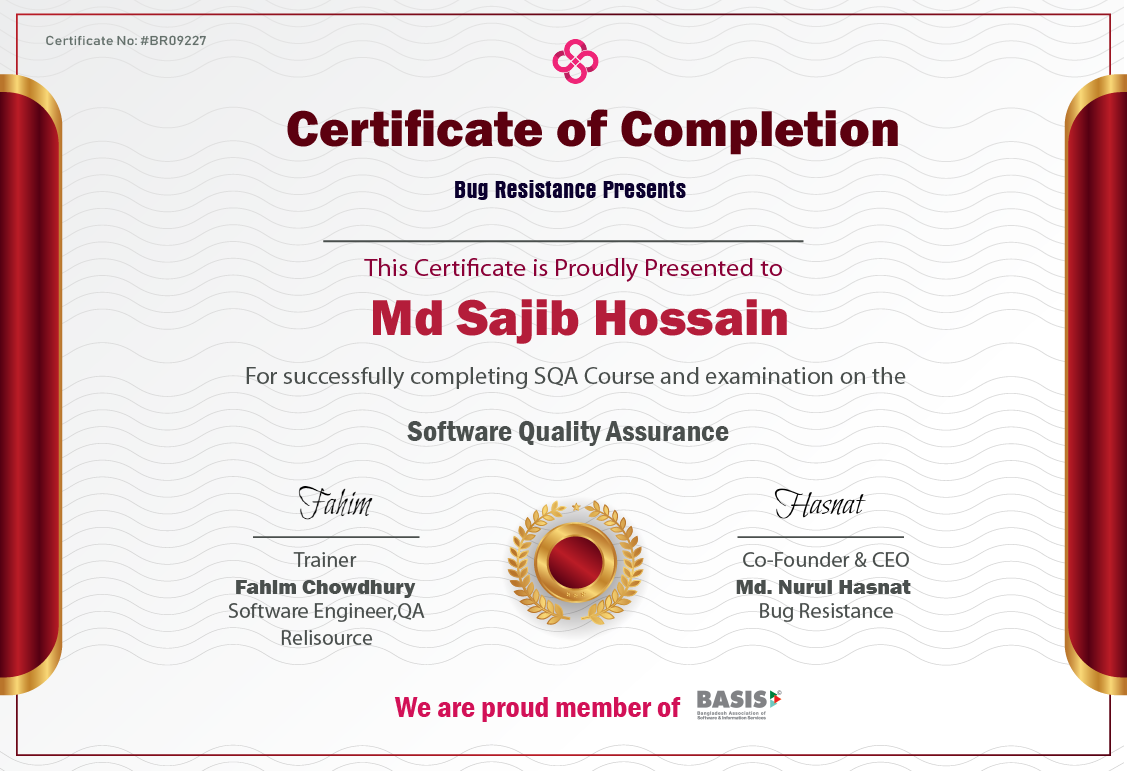 Certificate No: #BR09227
Certificate of Completion
Bug Resistance Presents
This Certificate is Proudly Presented to
Md Sajib Hossain
For successfully completing SQA Course and examination on the
Software Quality Assurance
Fahim
Hasnat
Trainer
Fahim Chowdhury
Software Engineer,QA
Relisource
Co-Founder & CEO
Md. Nurul Hasnat
Bug Resistance
We are proud member of
BASIS
Bangladesh Association of
Software & Information Services